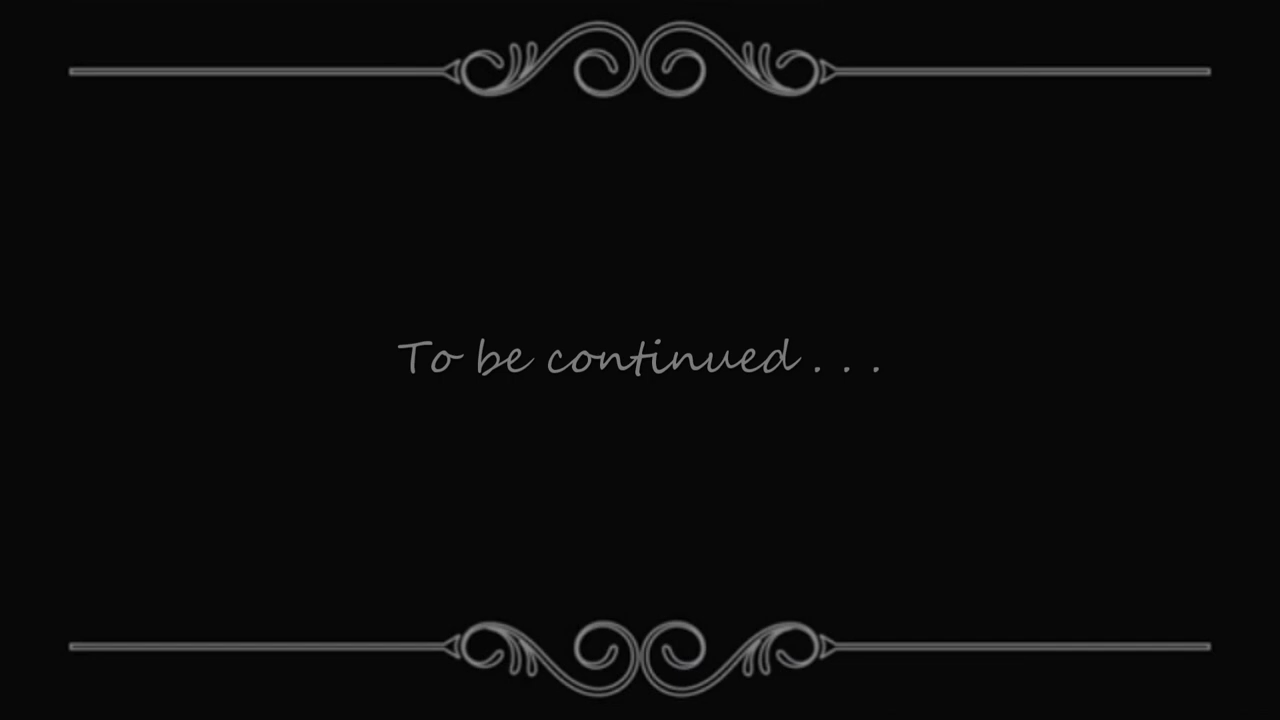 To be continued . . .